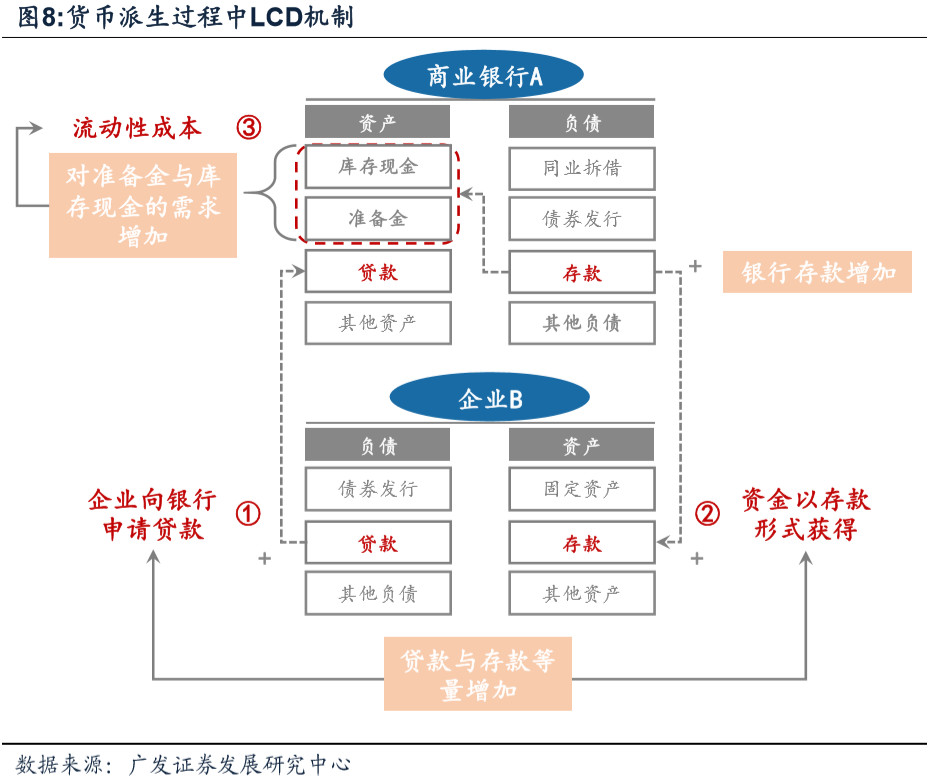 图8:货币派生过程中LCD机制
商业银行A
资产
负债
流动性成本
③
对准备金与库
存现金的需求
增加
库存现金
同业拆借
准备金
债券发行
贷款
存款
+
银行存款增加
其他资产
其他负债
企业B
负债
资产
债券发行
固定资产
企业向银行
申请贷款
①
贷款
存款
②
资金以存款
形式获得
+
+
其他负债
其他资产
贷款与存款等
量增加
数据来源：广发证券发展研究中心